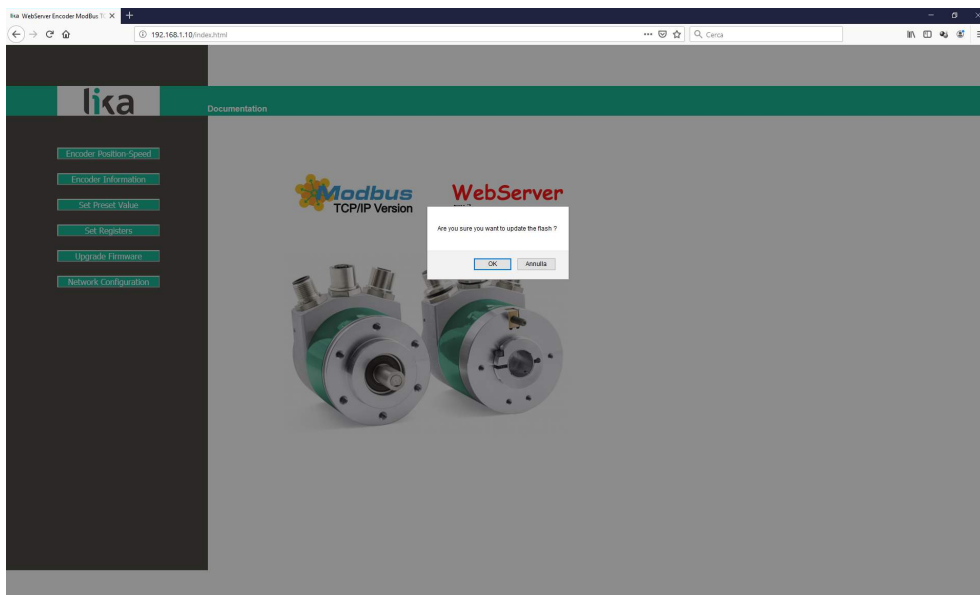 lika WebServer Encoder ModBus TC
192.168.1.10/index.html
Cerca
lika
Documentation
Encoder Position-Speed
Encoder Information
Set Preset Value
Set Registers
Upgrade Firmware
Network Configuration
Modbus
TCP/IP Version
WebServer
Are you sure you want to update the flash ?
OK
Annulla